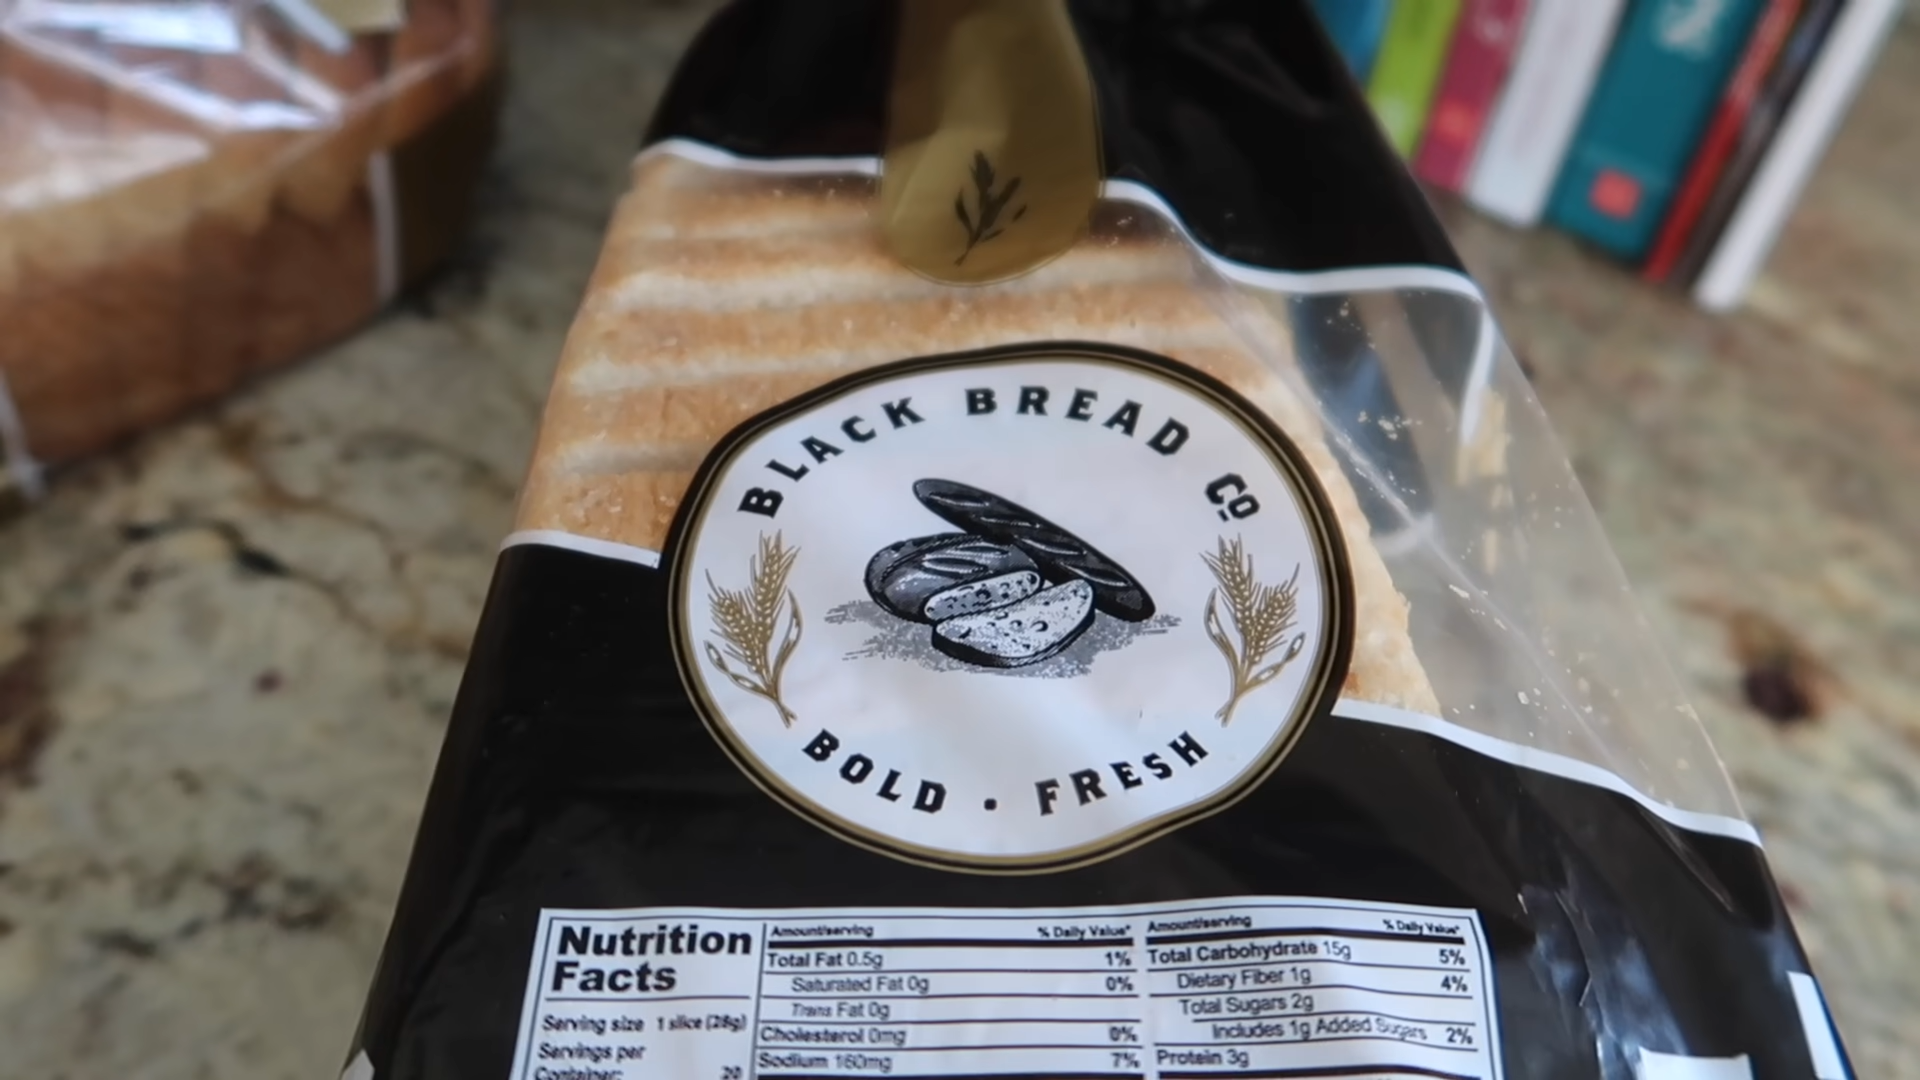 BLACK BREAD Co
BOLD · FRESH
Nutrition
Facts
Serving size 1 slice (28g)
Servings per
Container: 20
Amount/serving % Daily Value*
Total Fat 0.5g 1%
Saturated Fat 0g 0%
Trans Fat 0g
Cholesterol 0mg 0%
Sodium 160mg 7%
Amount/serving % Daily Value*
Total Carbohydrate 15g 5%
Dietary Fiber 1g 4%
Total Sugars 2g
Includes 1g Added Sugars 2%
Protein 3g